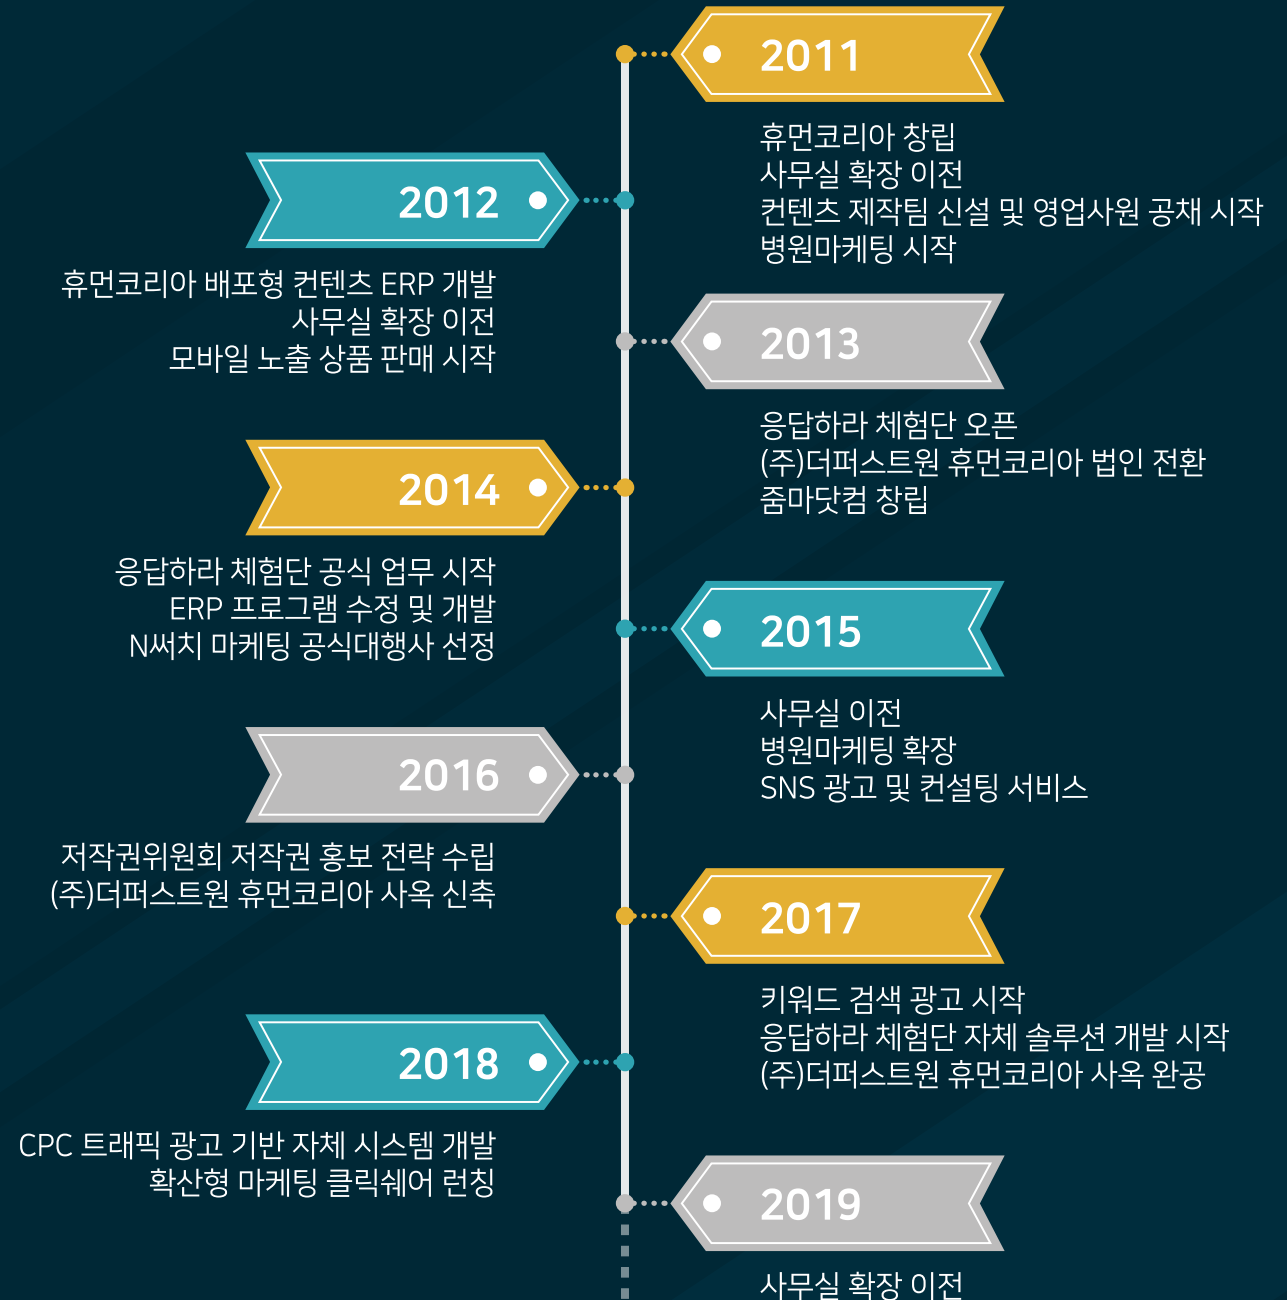 2011
휴먼코리아 창립
사무실 확장 이전
컨텐츠 제작팀 신설 및 영업사원 공채 시작
병원마케팅 시작
2012
휴먼코리아 배포형 컨텐츠 ERP 개발
사무실 확장 이전
모바일 노출 상품 판매 시작
2013
응답하라 체험단 오픈
(주)더퍼스트원 휴먼코리아 법인 전환
줌마닷컴 창립
2014
응답하라 체험단 공식 업무 시작
ERP 프로그램 수정 및 개발
N써치 마케팅 공식대행사 선정
2015
사무실 이전
병원마케팅 확장
SNS 광고 및 컨설팅 서비스
2016
저작권위원회 저작권 홍보 전략 수립
(주)더퍼스트원 휴먼코리아 사옥 신축
2017
키워드 검색 광고 시작
응답하라 체험단 자체 솔루션 개발 시작
(주)더퍼스트원 휴먼코리아 사옥 완공
2018
CPC 트래픽 광고 기반 자체 시스템 개발
확산형 마케팅 클릭쉐어 런칭
2019
사무실 확장 이전